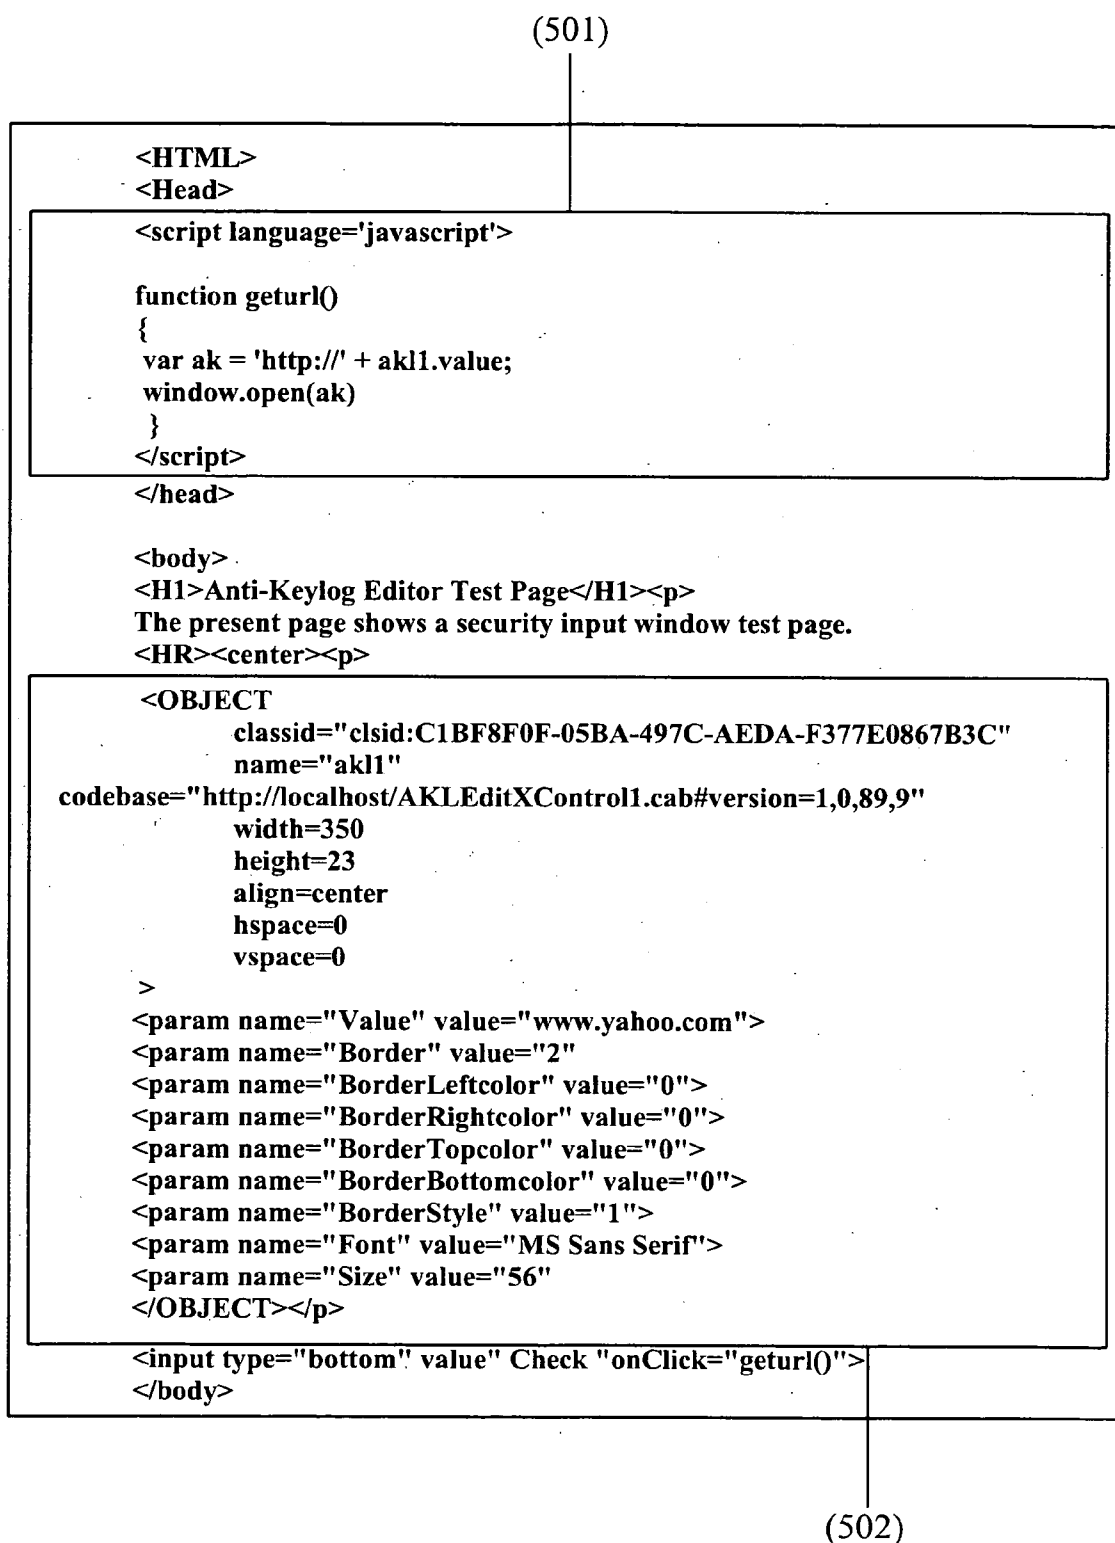 (501)
<HTML>
<Head>
<script language='javascript'>
function geturl()
{
var ak = 'http://' + akl1.value;
window.open(ak)
}
</script>
</head>
<body>
<H1>Anti-Keylog Editor Test Page</H1><p>
The present page shows a security input window test page.
<HR><center><p>
<OBJECT
classid="clsid:C1BF8F0F-05BA-497C-AEDA-F377E0867B3C"
name="akl1"
codebase="http://localhost/AKLEditXControl1.cab#version=1,0,89,9"
width=350
height=23
align=center
hspace=0
vspace=0
>
<param name="Value" value="www.yahoo.com">
<param name="Border" value="2"
<param name="BorderLeftcolor" value="0">
<param name="BorderRightcolor" value="0">
<param name="BorderTopcolor" value="0">
<param name="BorderBottomcolor" value="0">
<param name="BorderStyle" value="1">
<param name="Font" value="MS Sans Serif">
<param name="Size" value="56"
</OBJECT></p>
<input type="bottom" value" Check "onClick="geturl()">
</body>
(502)